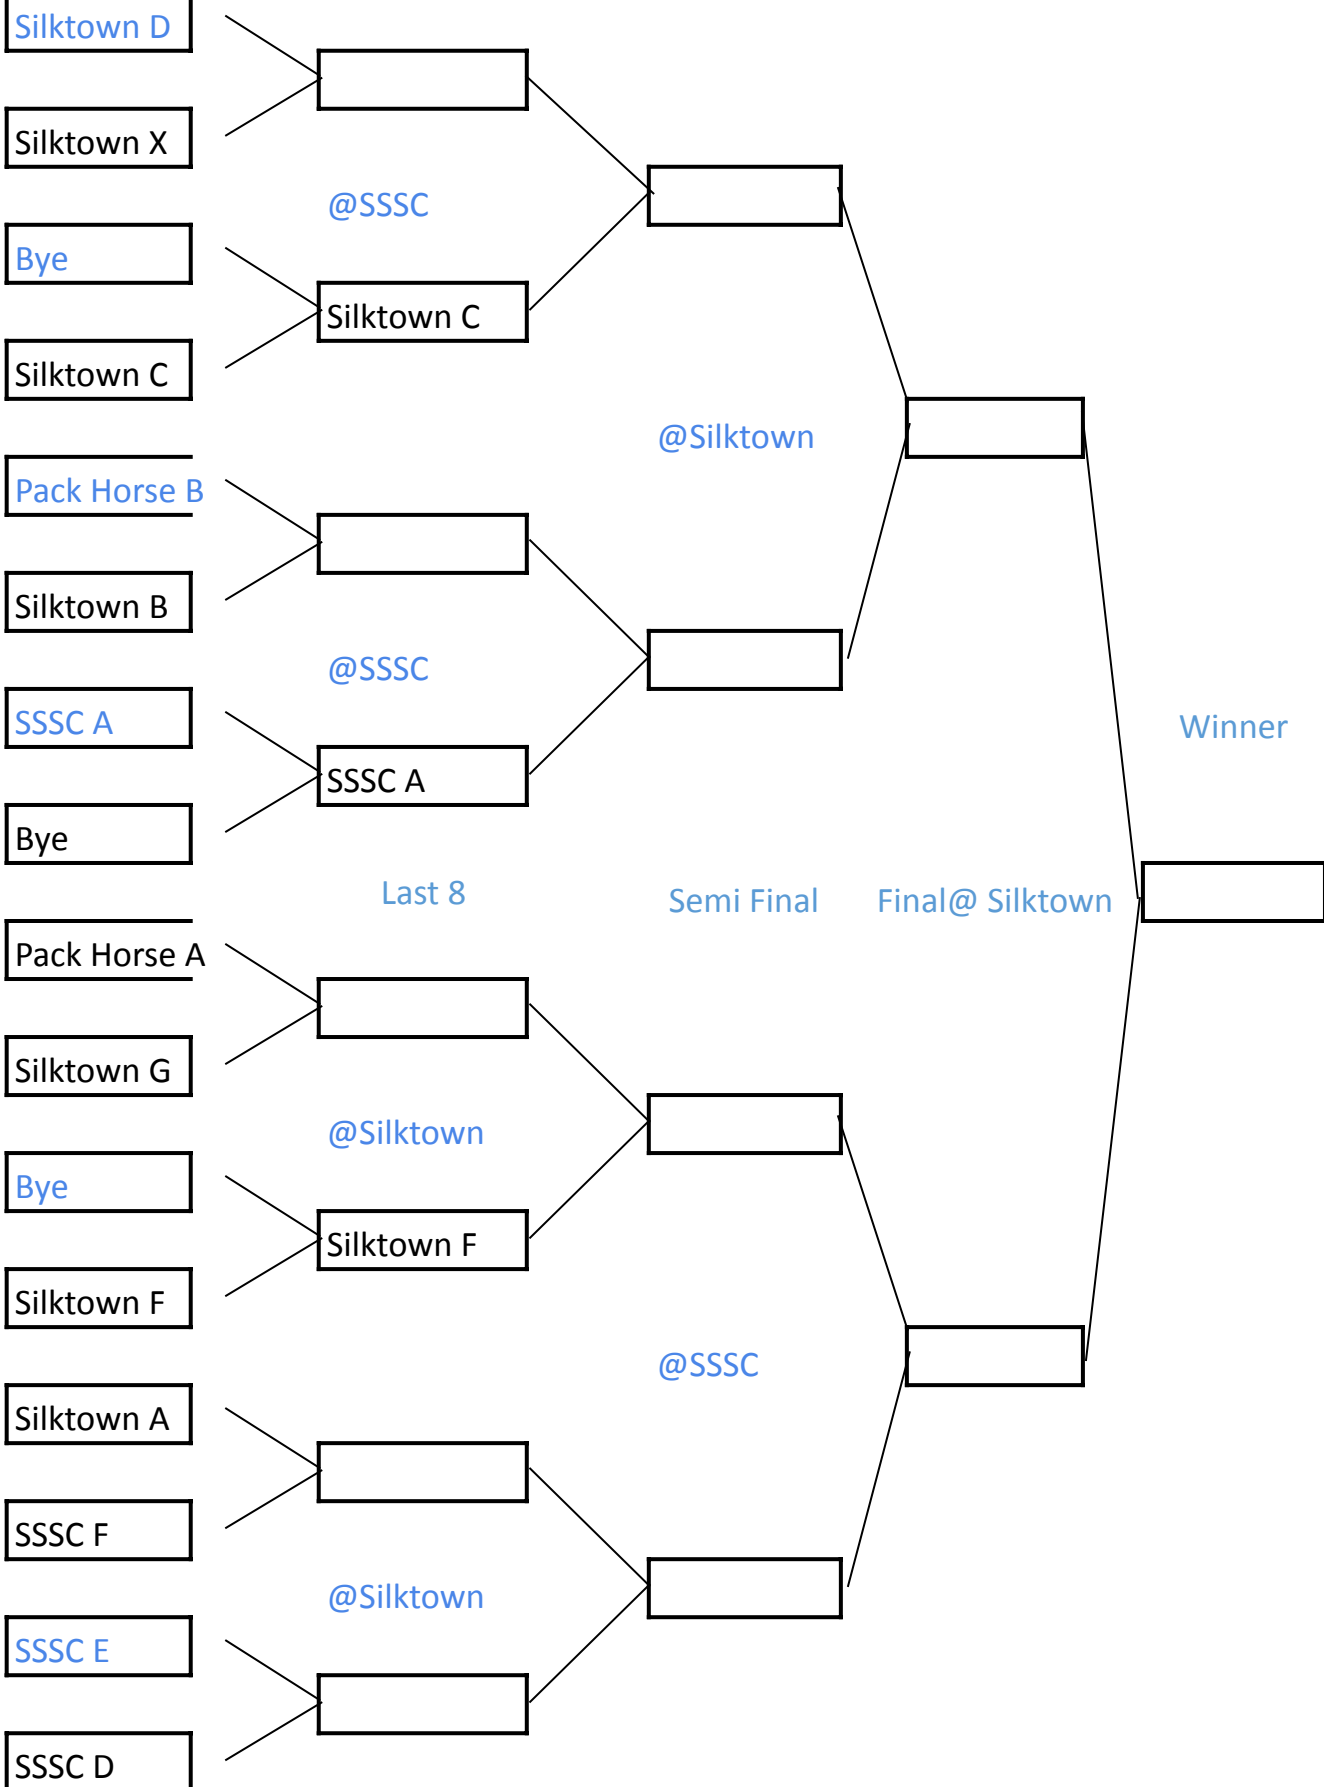 Silktown D
Silktown X
@SSSC
Bye
Silktown C
Silktown C
@Silktown
Pack Horse B
Silktown B
@SSSC
SSSC A
Winner
SSSC A
Bye
Last 8
Semi Final
Final@ Silktown
Pack Horse A
Silktown G
@Silktown
Bye
Silktown F
Silktown F
@SSSC
Silktown A
SSSC F
@Silktown
SSSC E
SSSC D